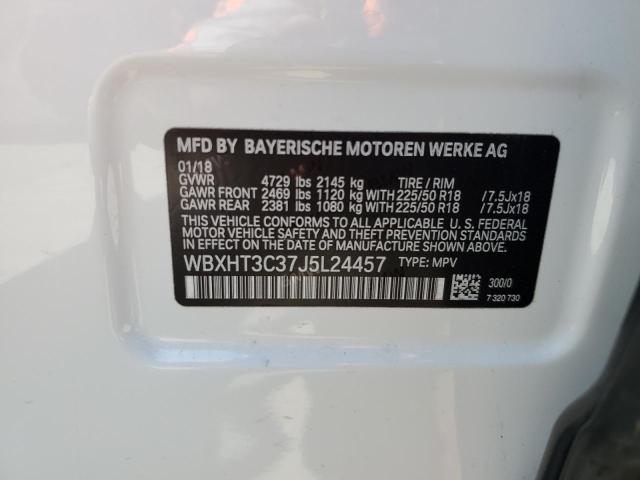 MFD BY BAYERISCHE MOTOREN WERKE AG
01/18
GVWR 4729 lbs 2145 kg TIRE / RIM
GAWR FRONT 2469 lbs 1120 kg WITH 225/50 R18 /7.5Jx18
GAWR REAR 2381 lbs 1080 kg WITH 225/50 R18 /7.5Jx18
THIS VEHICLE CONFORMS TO ALL APPLICABLE U. S. FEDERAL
MOTOR VEHICLE SAFETY, BUMPER, AND THEFT PREVENTION
STANDARDS IN EFFECT ON THE DATE OF MANUFACTURE
SHOWN ABOVE.
WBXHT3C37J5L24457 TYPE: MPV
300/0
7 320 730